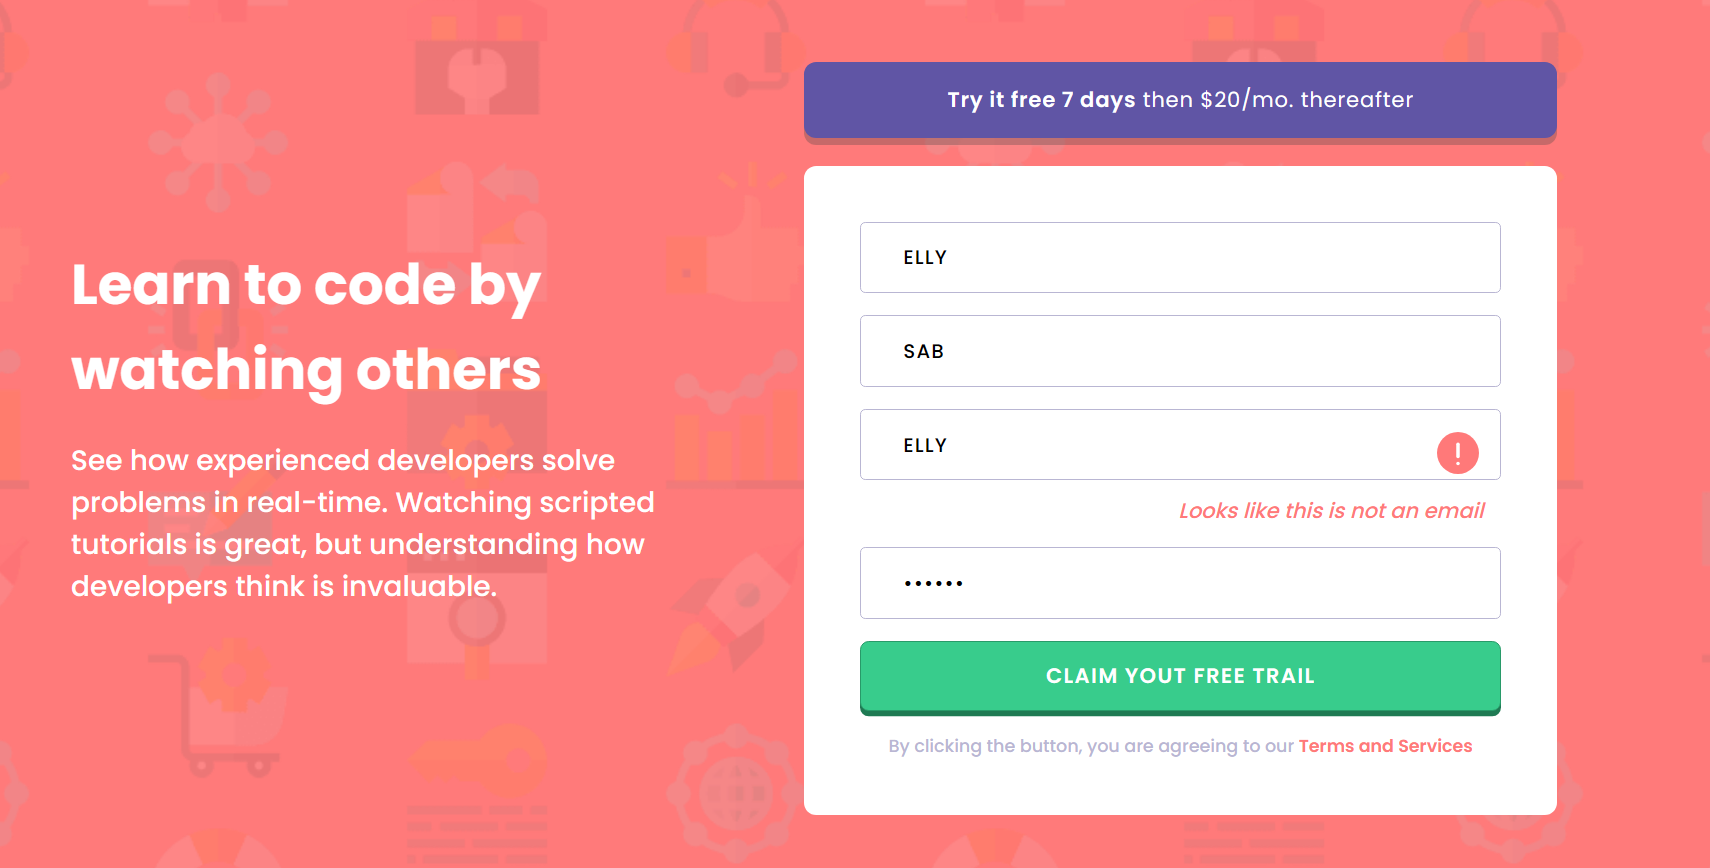 Learn to code by
watching others
See how experienced developers solve
problems in real-time. Watching scripted
tutorials is great, but understanding how
developers think is invaluable.
Try it free 7 days then $20/mo. thereafter
ELLY
SAB
ELLY
Looks like this is not an email
••••••
CLAIM YOUT FREE TRAIL
By clicking the button, you are agreeing to our Terms and Services